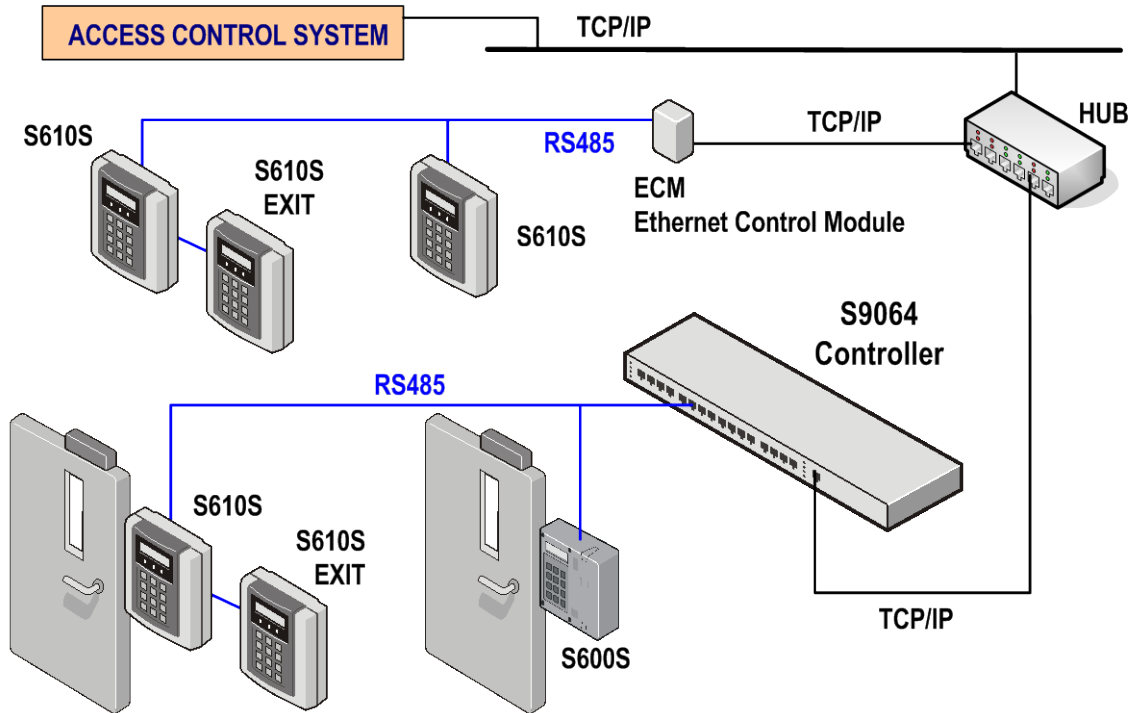 ACCESS CONTROL SYSTEM
TCP/IP
HUB
TCP/IP
S610S
S610S
EXIT
RS485
S610S
ECM
Ethernet Control Module
S9064
Controller
RS485
S610S
S610S
EXIT
S600S
TCP/IP